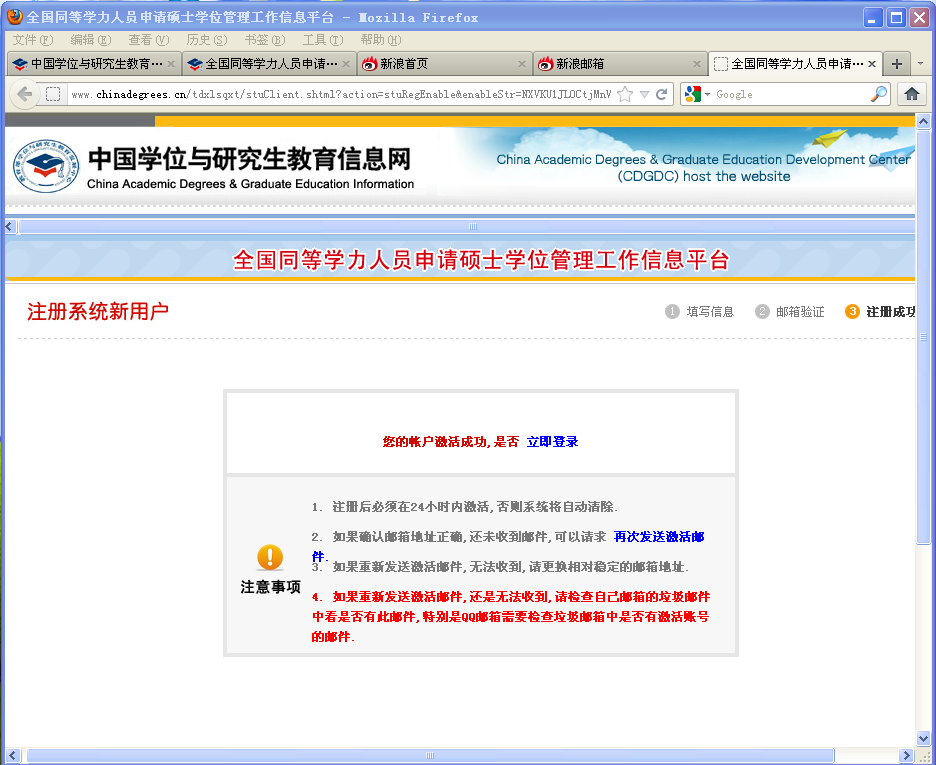 全国同等学力人员申请硕士学位管理工作信息平台 - Mozilla Firefox
文件(F) 编辑(E) 查看(V) 历史(S) 书签(B) 工具(T) 帮助(H)
中国学位与研究生教育··· 全国同等学力人员申请··· 新浪首页 新浪邮箱 全国同等学力人员申请···
www.chinadegrees.cn/tdxlsqxt/stuClient.shtml?action=stuRegEnable&enableStr=NXVKU1JLOCtjMnV Google
中国学位与研究生教育信息网
China Academic Degrees & Graduate Education Information
China Academic Degrees & Graduate Education Development Center
(CDGDC) host the website
全国同等学力人员申请硕士学位管理工作信息平台
注册系统新用户
1 填写信息 2 邮箱验证 3 注册成功
您的帐户激活成功,是否 立即登录
注意事项
1. 注册后必须在24小时内激活,否则系统将自动清除.
2. 如果确认邮箱地址正确,还未收到邮件,可以请求 再次发送激活邮
件.
3. 如果重新发送激活邮件,无法收到,请更换相对稳定的邮箱地址.
4. 如果重新发送激活邮件,还是无法收到,请检查自己邮箱的垃圾邮件
中看是否有此邮件,特别是QQ邮箱需要检查垃圾邮箱中是否有激活账号
的邮件.